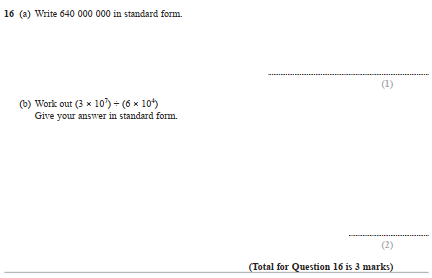 16 (a) Write 640 000 000 in standard form.
(1)
(b) Work out (3 × 10⁷) ÷ (6 × 10⁴)
Give your answer in standard form.
(2)
(Total for Question 16 is 3 marks)